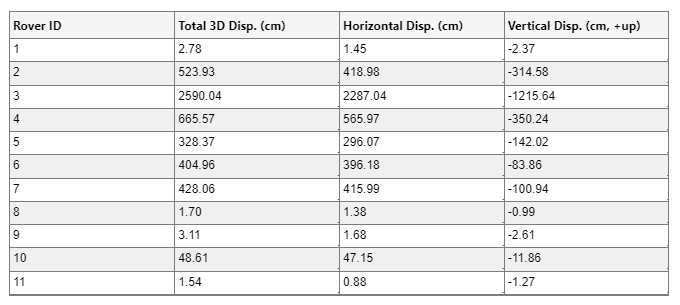 Rover ID Total 3D Disp. (cm) Horizontal Disp. (cm) Vertical Disp. (cm, +up)
1 2.78 1.45 -2.37
2 523.93 418.98 -314.58
3 2590.04 2287.04 -1215.64
4 665.57 565.97 -350.24
5 328.37 296.07 -142.02
6 404.96 396.18 -83.86
7 428.06 415.99 -100.94
8 1.70 1.38 -0.99
9 3.11 1.68 -2.61
10 48.61 47.15 -11.86
11 1.54 0.88 -1.27